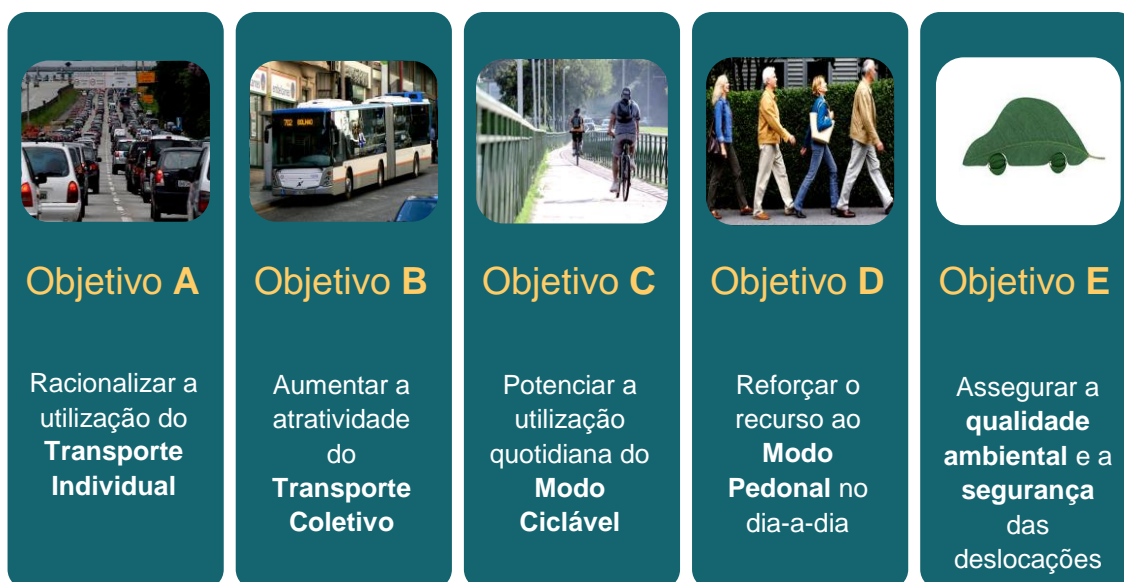 Objetivo A
Racionalizar a
utilização do
Transporte
Individual
Objetivo B
Aumentar a
atratividade
do
Transporte
Coletivo
Objetivo C
Potenciar a
utilização
quotidiana do
Modo
Ciclável
Objetivo D
Reforçar o
recurso ao
Modo
Pedonal no
dia-a-dia
Objetivo E
Assegurar a
qualidade
ambiental e a
segurança
das
deslocações